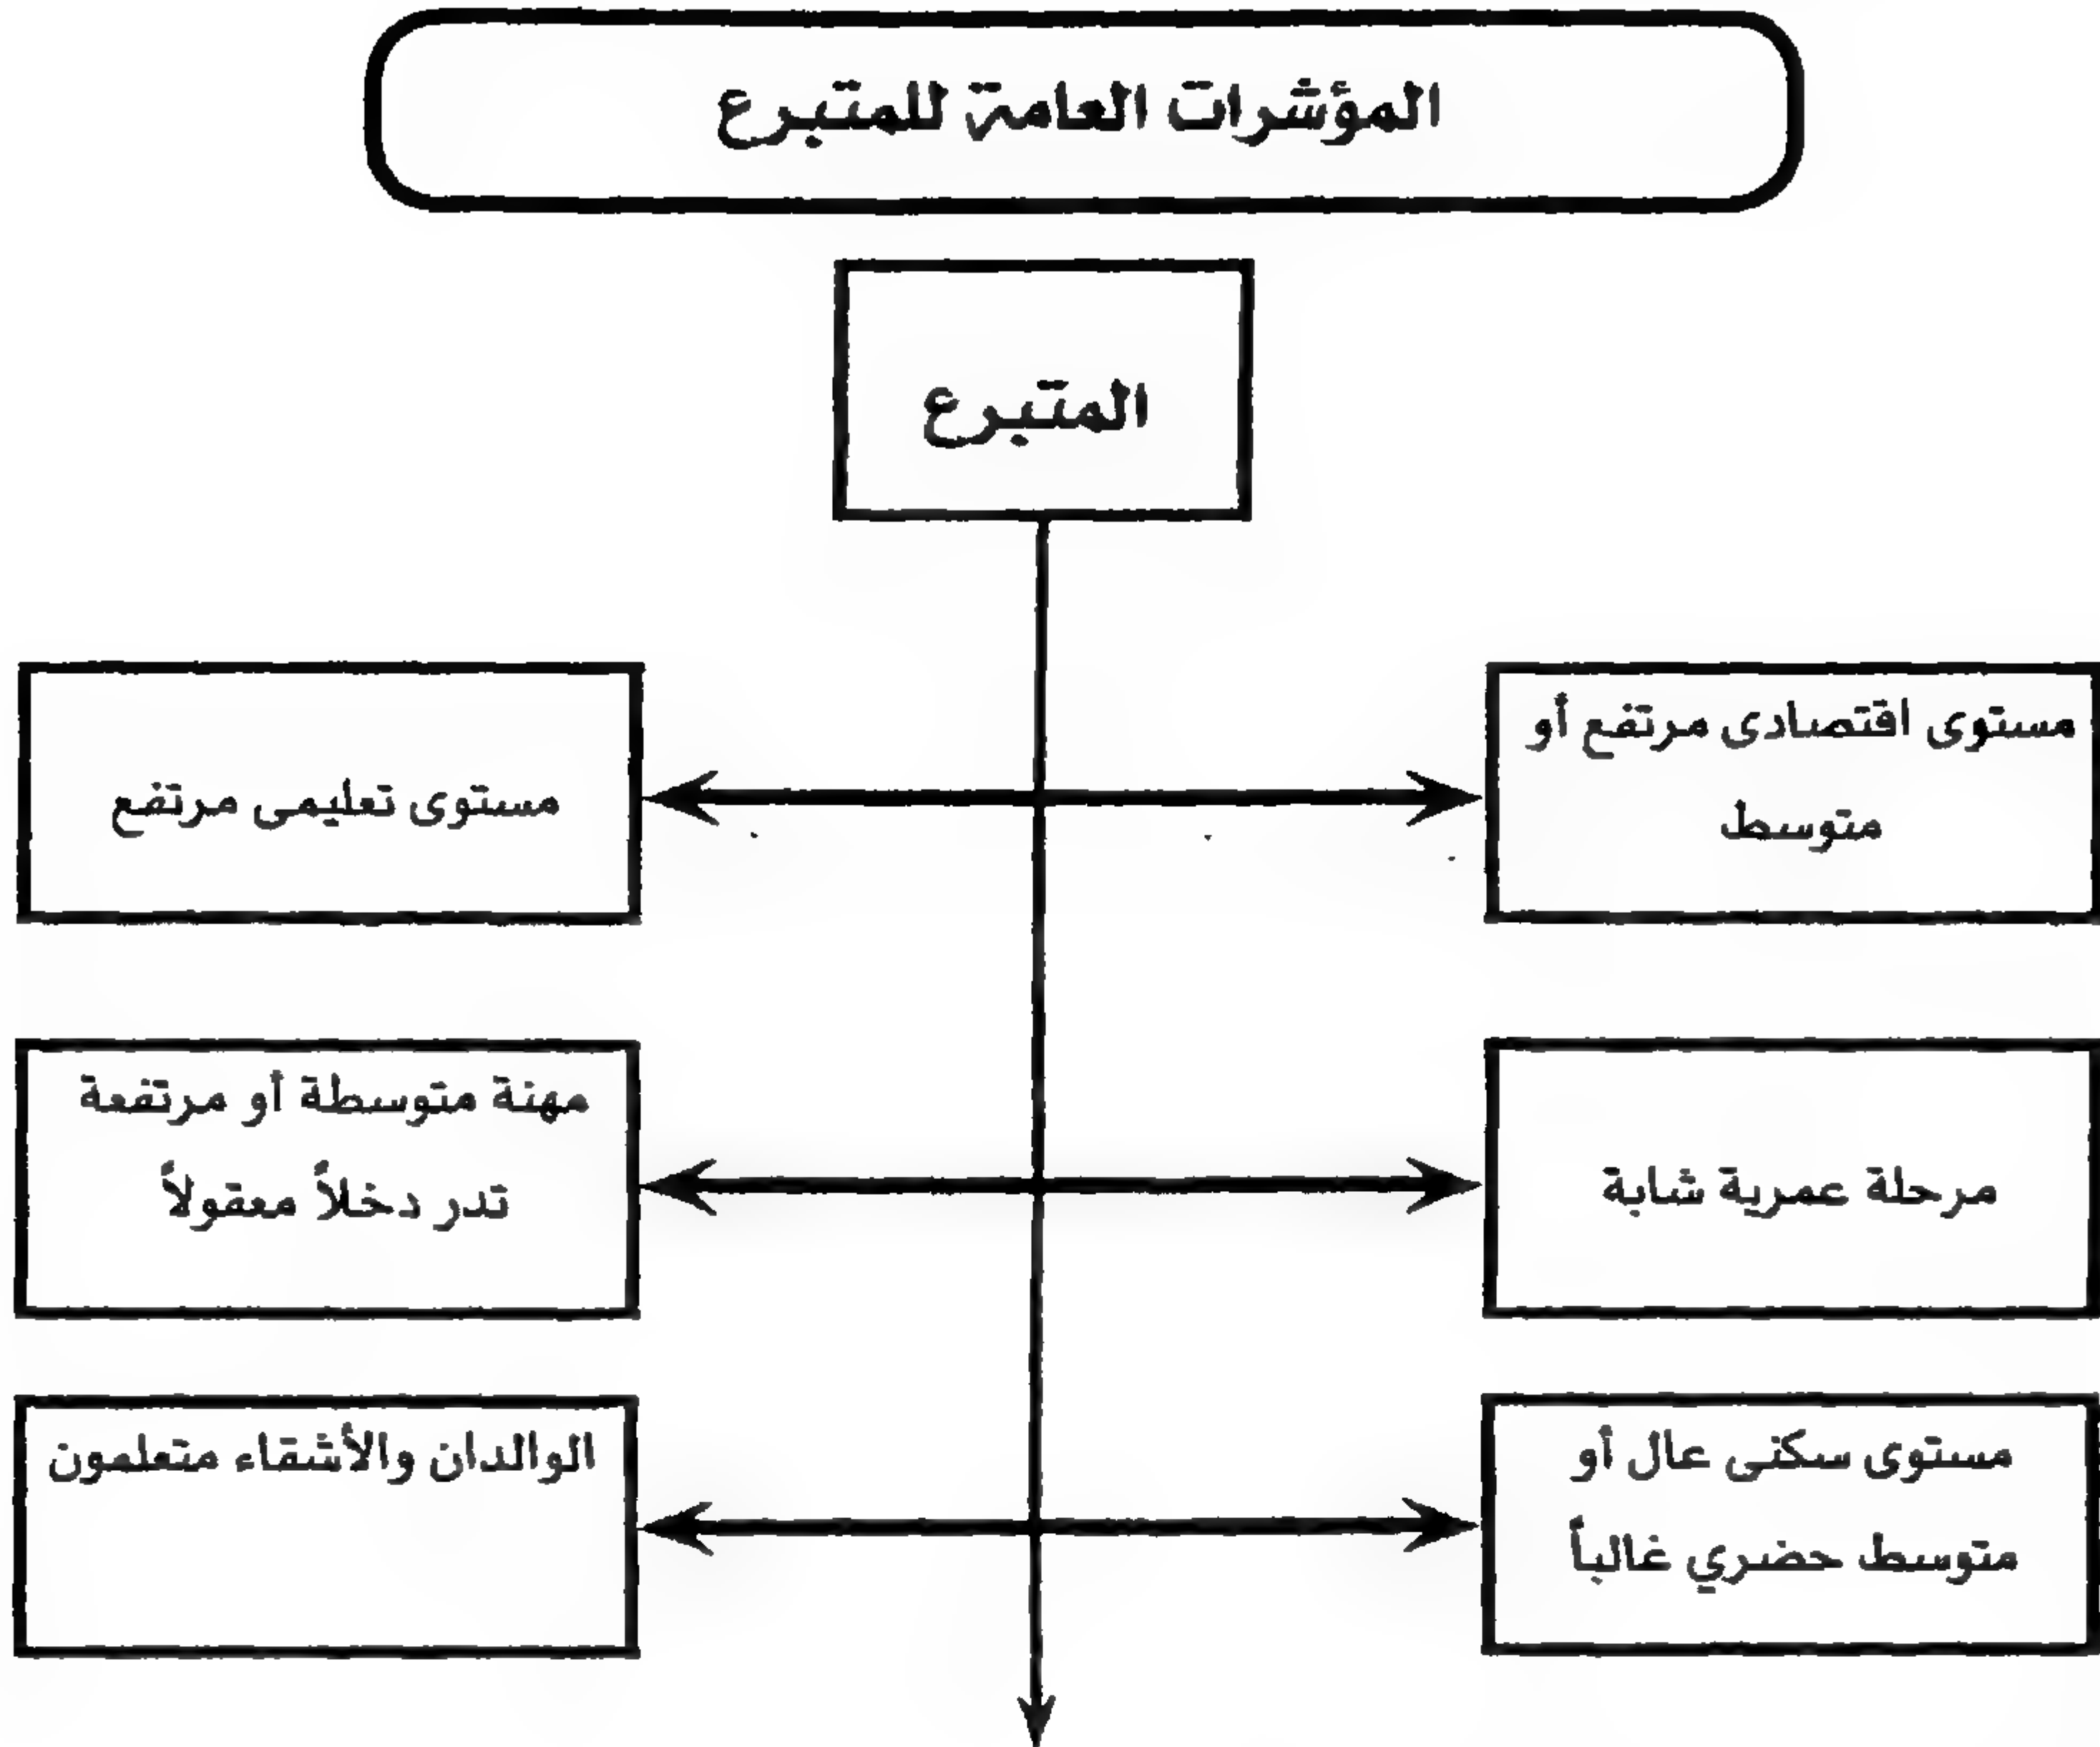 المؤشرات العامة للمتبرع
المتبرع
مستوى اقتصادى مرتفع أو
متوسط
مستوى تعليمى مرتفع
مرحلة عمرية شابة
مهنة متوسطة أو مرتفعة
تدر دخلاً معقولاً
مستوى سكنى عال أو
متوسط حضري غالباً
الوالدان والأشقاء متعلمون